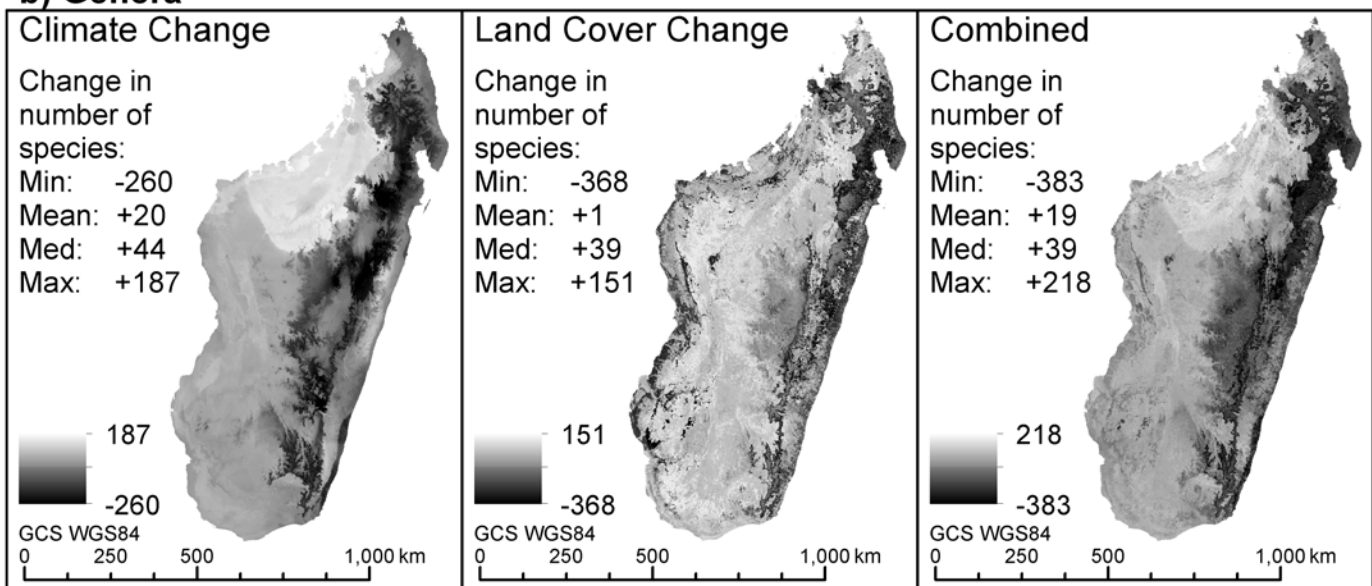 b) Genera
Climate Change
Change in
number of
species:
Min: -260
Mean: +20
Med: +44
Max: +187
187
-260
GCS WGS84
0 250 500 1,000 km
Land Cover Change
Change in
number of
species:
Min: -368
Mean: +1
Med: +39
Max: +151
151
-368
GCS WGS84
0 250 500 1,000 km
Combined
Change in
number of
species:
Min: -383
Mean: +19
Med: +39
Max: +218
218
-383
GCS WGS84
0 250 500 1,000 km